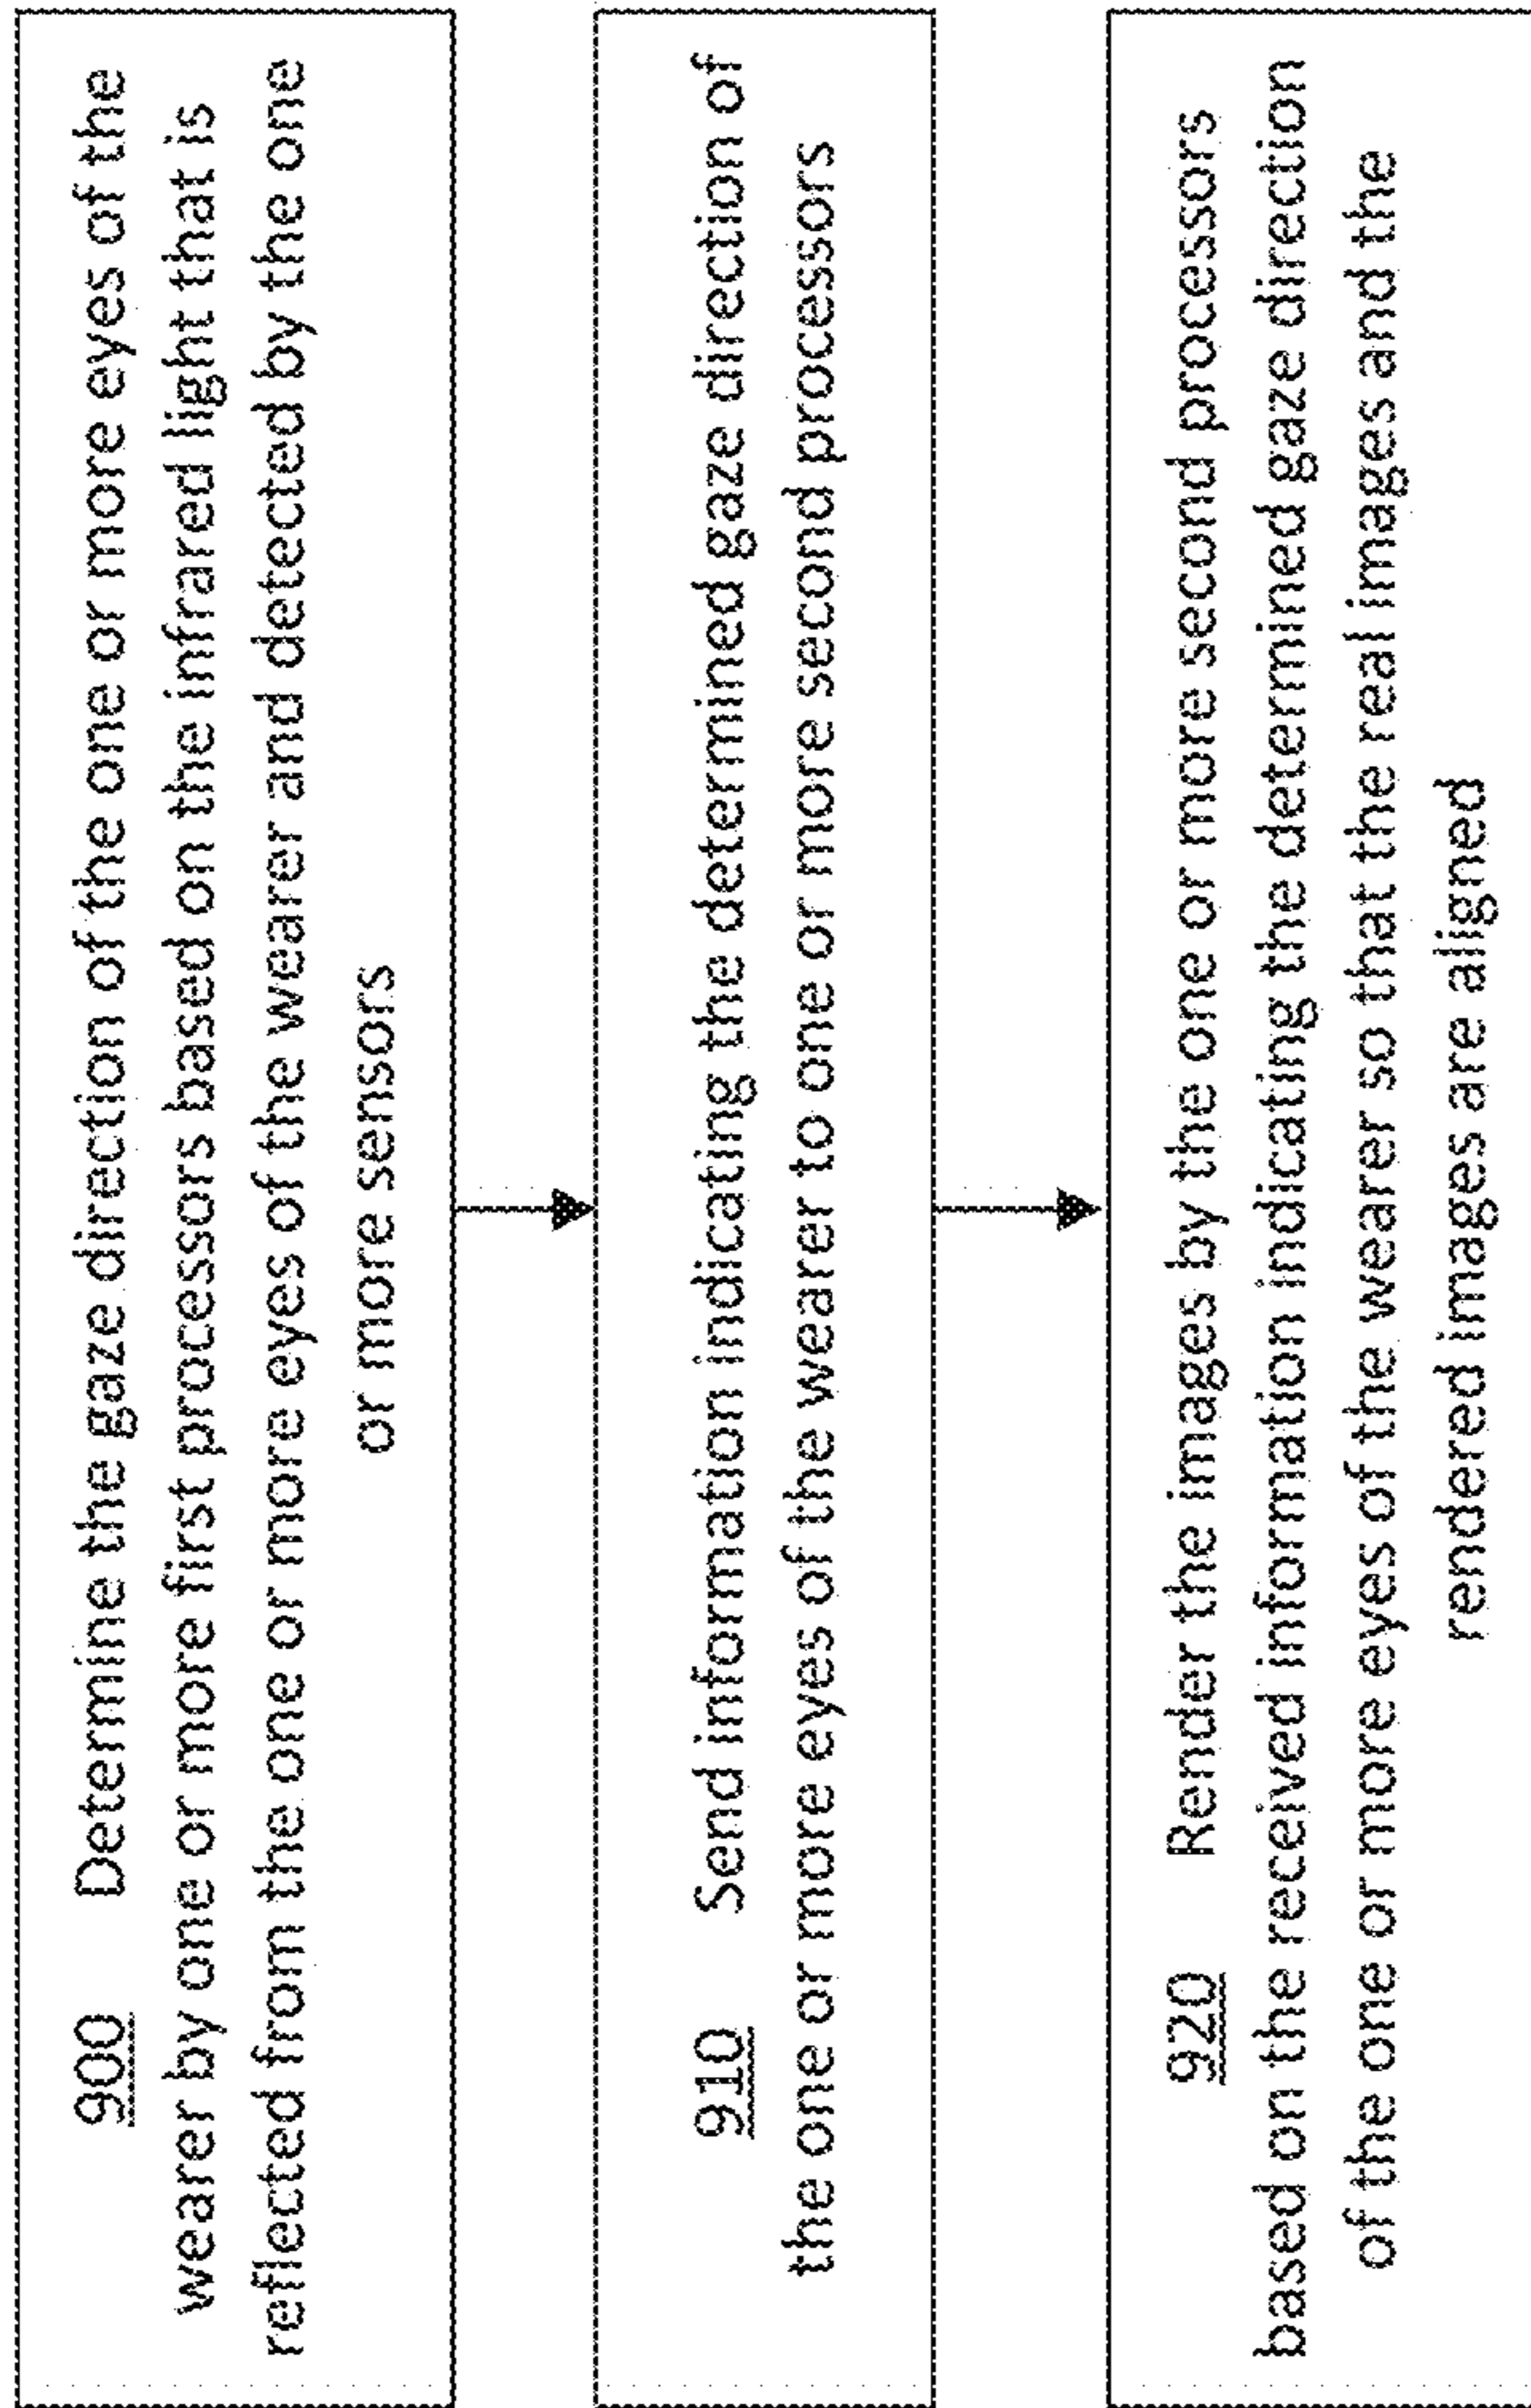 900 Determine the gaze direction of the one or more eyes of the
wearer by one or more first processors based on the infrared light that is
reflected from the one or more eyes of the wearer and detected by the one
or more sensors
910 Send information indicating the determined gaze direction of
the one or more eyes of the wearer to one or more second processors
920 Render the images by the one or more second processors
based on the received information indicating the determined gaze direction
of the one or more eyes of the wearer so that the real images and the
rendered images are aligned